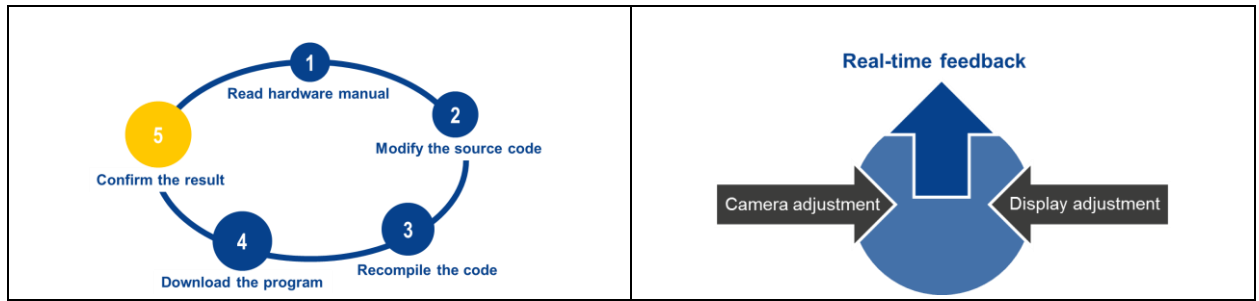 1
Read hardware manual
2
Modify the source code
3
Recompile the code
4
Download the program
5
Confirm the result
Real-time feedback
Camera adjustment
Display adjustment